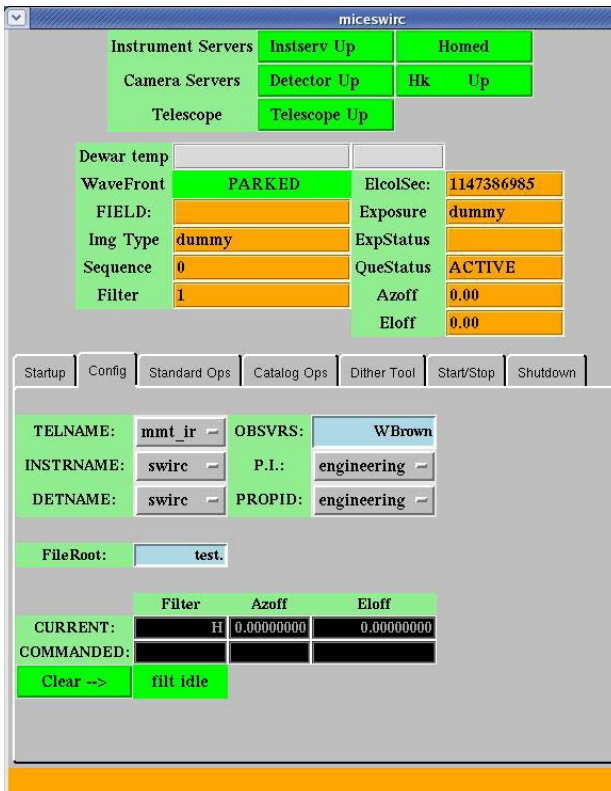 miceswirc
Instrument Servers Instserv Up Homed
Camera Servers Detector Up Hk Up
Telescope Telescope Up
Dewar temp
WaveFront PARKED ElcolSec: 1147386985
FIELD: Exposure dummy
Img Type dummy ExpStatus
Sequence 0 QueStatus ACTIVE
Filter 1 Azoff 0.00
Eloff 0.00
Startup Config Standard Ops Catalog Ops Dither Tool Start/Stop Shutdown
TELNAME: mmt_ir OBSVRS: WBrown
INSTRNAME: swirc P.I.: engineering
DETNAME: swirc PROPID: engineering
FileRoot: test.
Filter Azoff Eloff
CURRENT: H 0.00000000 0.00000000
COMMANDED:
Clear --> filt idle